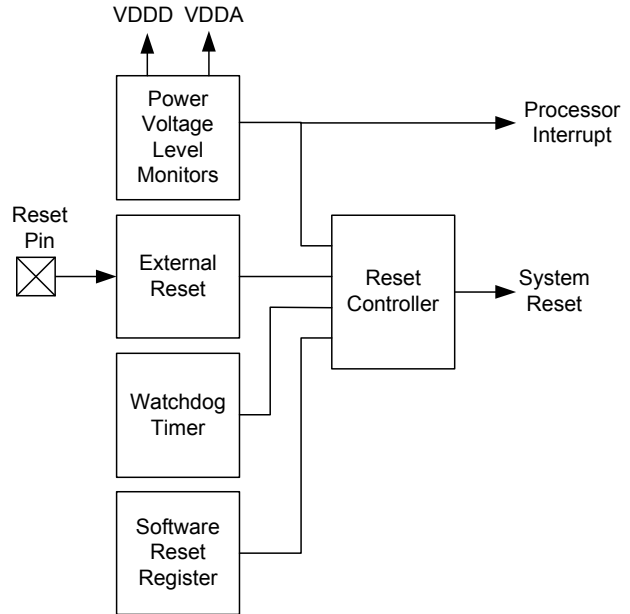 VDDD VDDA
Power
Voltage
Level
Monitors
Processor
Interrupt
Reset
Pin
External
Reset
Reset
Controller
System
Reset
Watchdog
Timer
Software
Reset
Register